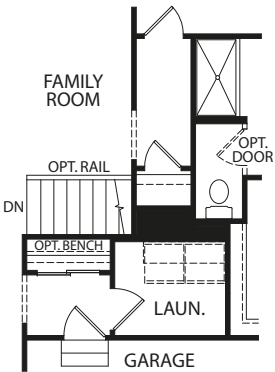 FAMILY
ROOM
OPT.
DOOR
OPT. RAIL
DN
OPT. BENCH
LAUN.
GARAGE